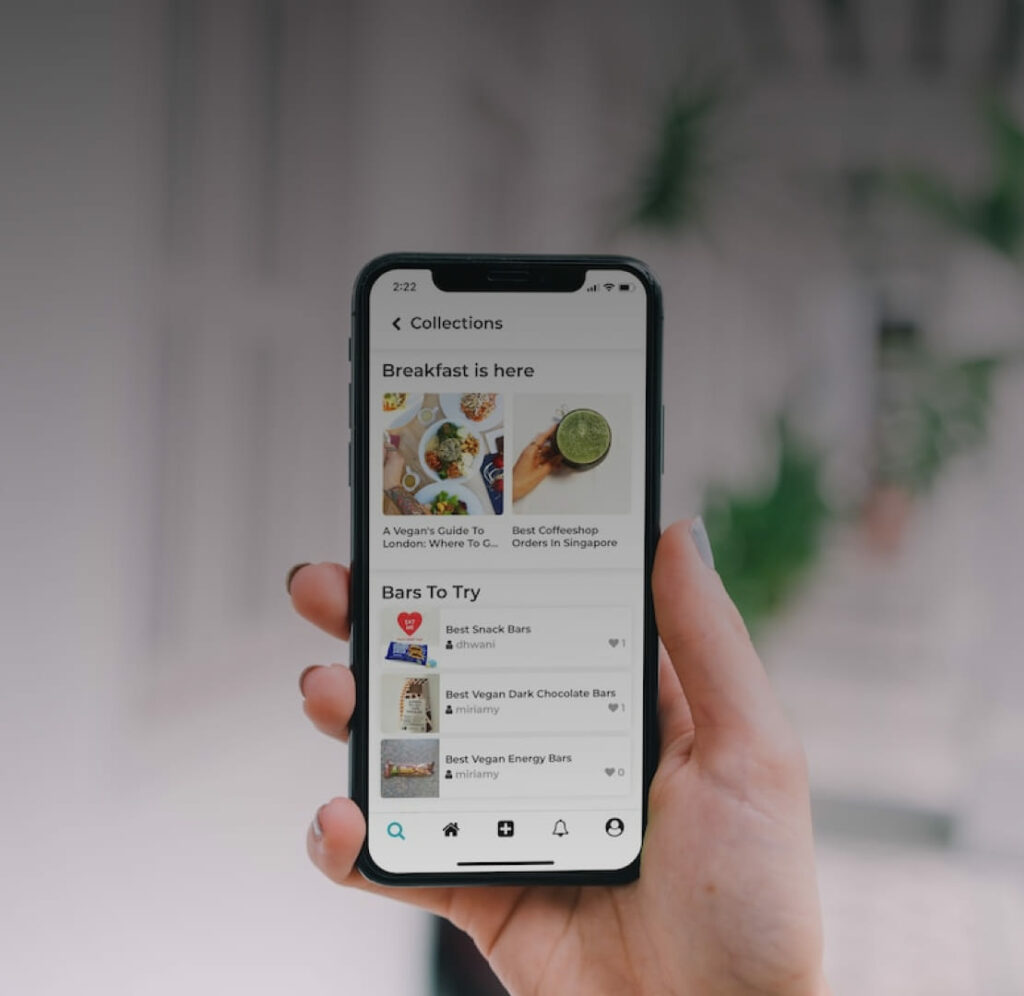 2:22
Collections
Breakfast is here
A Vegan's Guide To
London: Where To G...
Best Coffeeshop
Orders In Singapore
Bars To Try
EAT
ME
Best Snack Bars
dhwani
1
Best Vegan Dark Chocolate Bars
miriamy
1
Best Vegan Energy Bars
miriamy
0